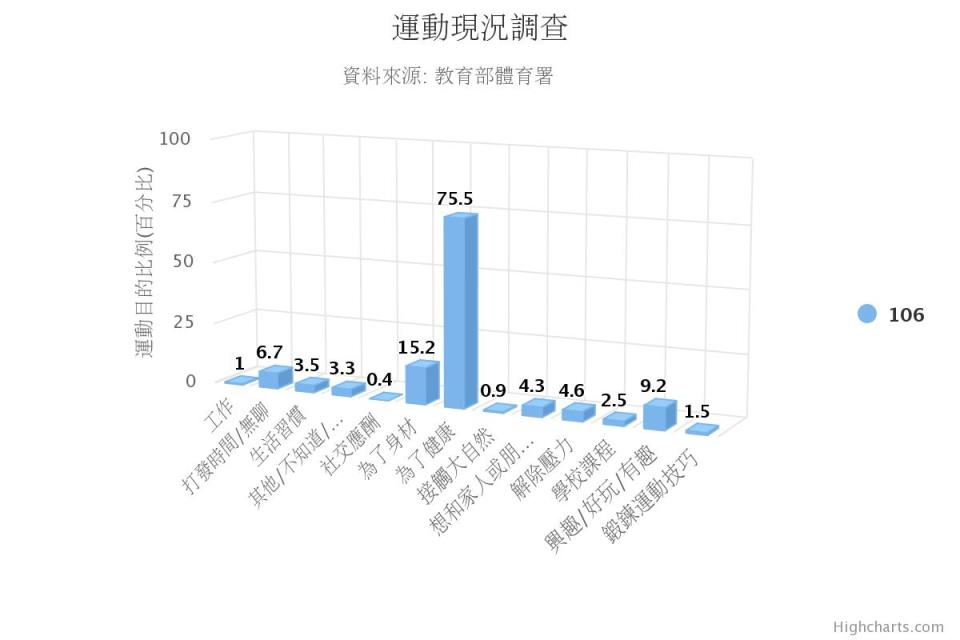 運動現況調查
資料來源: 教育部體育署
運動目的比例(百分比)
100
75
50
25
0
1
6.7
3.5
3.3
0.4
15.2
75.5
0.9
4.3
4.6
2.5
9.2
1.5
工作
打發時間/無聊
生活習慣
其他/不知道/...
社交應酬
為了身材
為了健康
接觸大自然
想和家人或朋...
解除壓力
學校課程
興趣/好玩/有趣
鍛鍊運動技巧
106
Highcharts.com